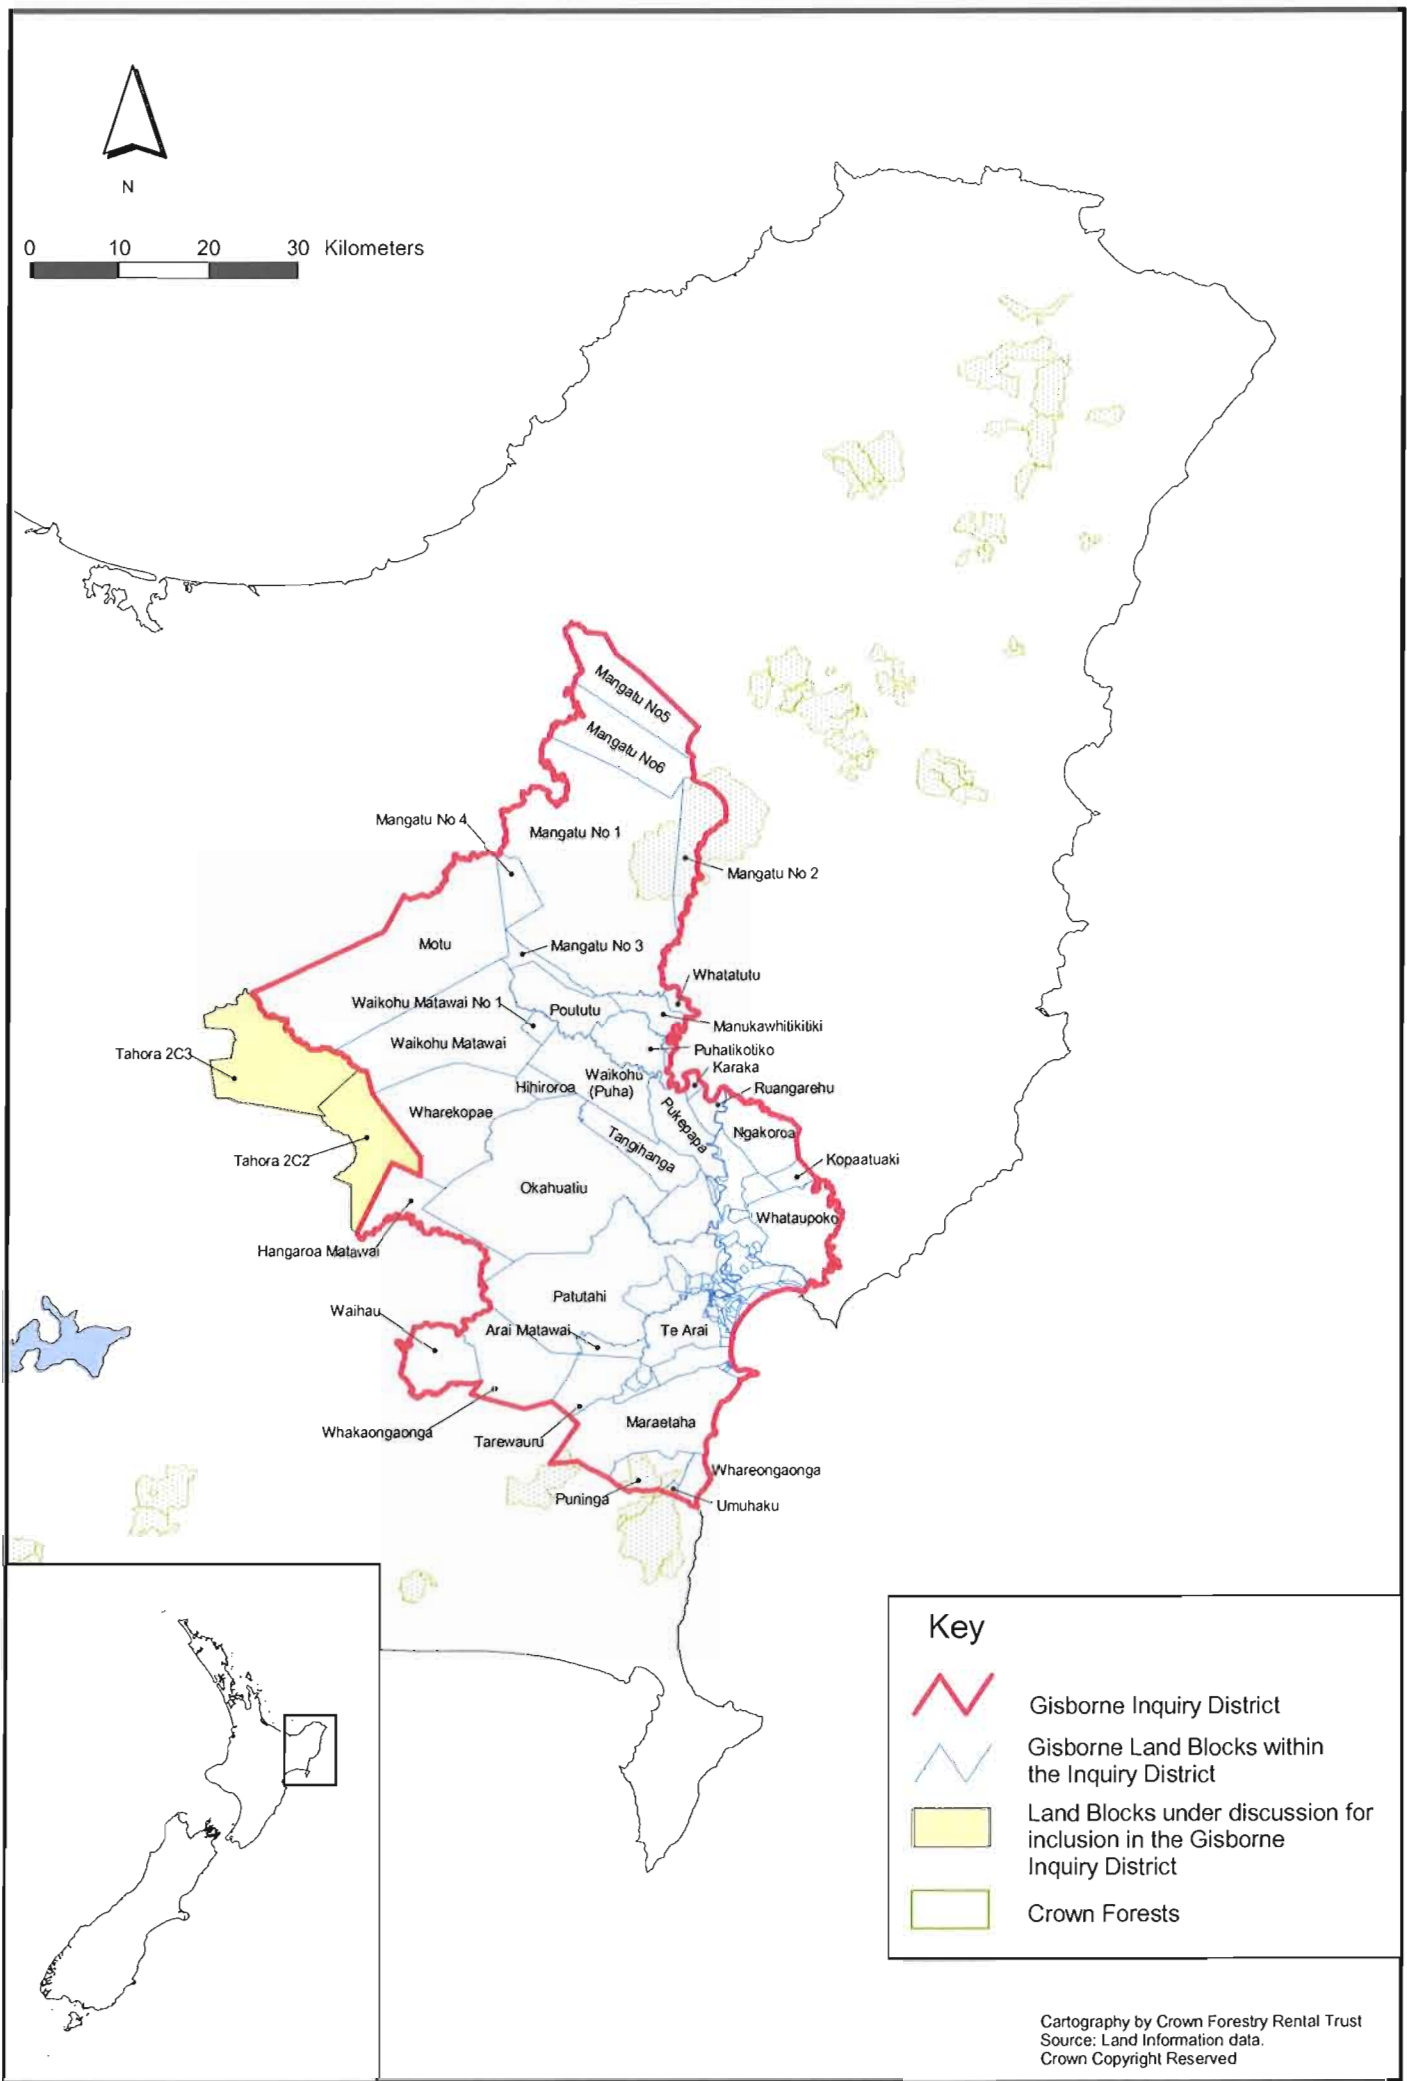 N
0 10 20 30 Kilometers
Mangatu No5
Mangatu No6
Mangatu No 4
Mangatu No 1
Mangatu No 2
Motu
Mangatu No 3
Whatatutu
Waikohu Matawai No 1
Poututu
Manukawhitikitiki
Waikohu Matawai
Puhatikotiko
Tahora 2C3
Karaka
Waikohu
(Puha)
Hihiroroa
Ruangarehu
Wharekopae
Pukepapa
Ngakoroa
Tangihanga
Tahora 2C2
Kopaatuaki
Okahuatiu
Whataupoko
Hangaroa Matawai
Patutahi
Waihau
Arai Matawai
Te Arai
Whakaongaonga
Tarewauru
Maraetaha
Whareongaonga
Puninga
Umuhaku
Key
Gisborne Inquiry District
Gisborne Land Blocks within
the Inquiry District
Land Blocks under discussion for
inclusion in the Gisborne
Inquiry District
Crown Forests
Cartography by Crown Forestry Rental Trust
Source: Land Information data.
Crown Copyright Reserved